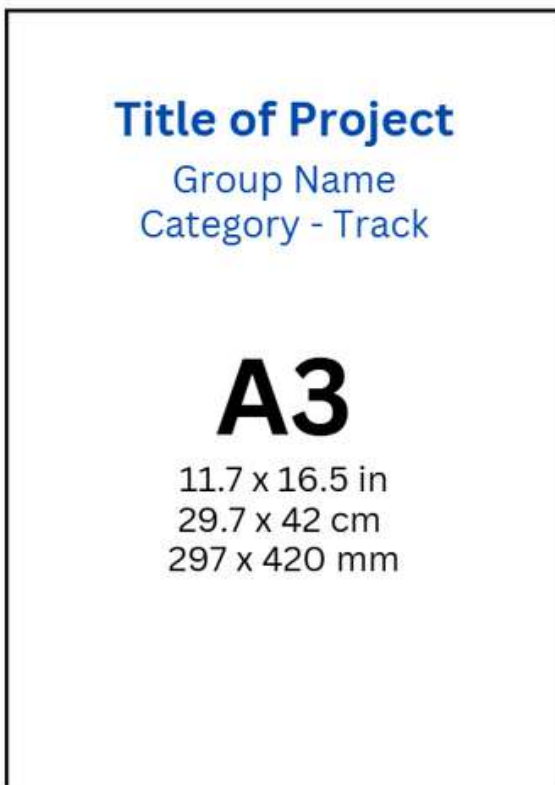 Title of Project
Group Name
Category - Track
A3
11.7 x 16.5 in
29.7 x 42 cm
297 x 420 mm